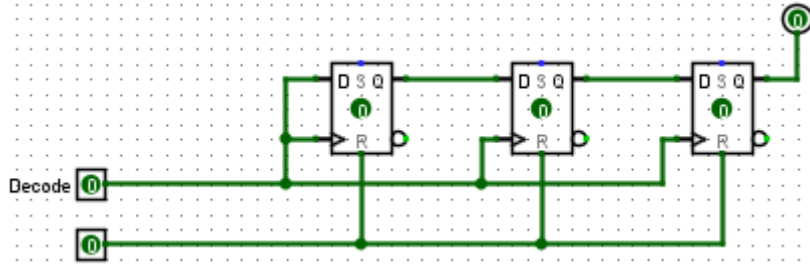 0
D S Q D S Q D S Q
0 0 0
R R R
Decode 0
0